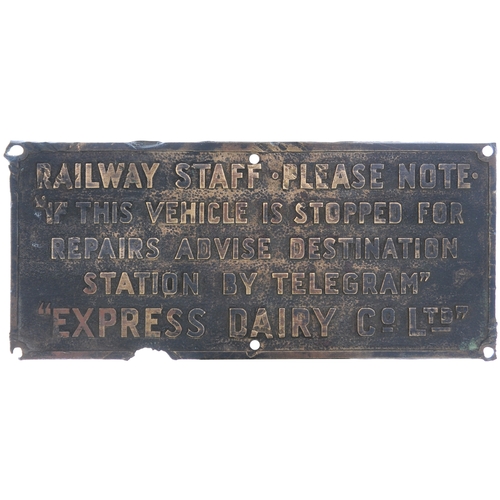 RAILWAY STAFF · PLEASE NOTE ·
"IF THIS VEHICLE IS STOPPED FOR
REPAIRS ADVISE DESTINATION
STATION BY TELEGRAM"
"EXPRESS DAIRY Co LTD"